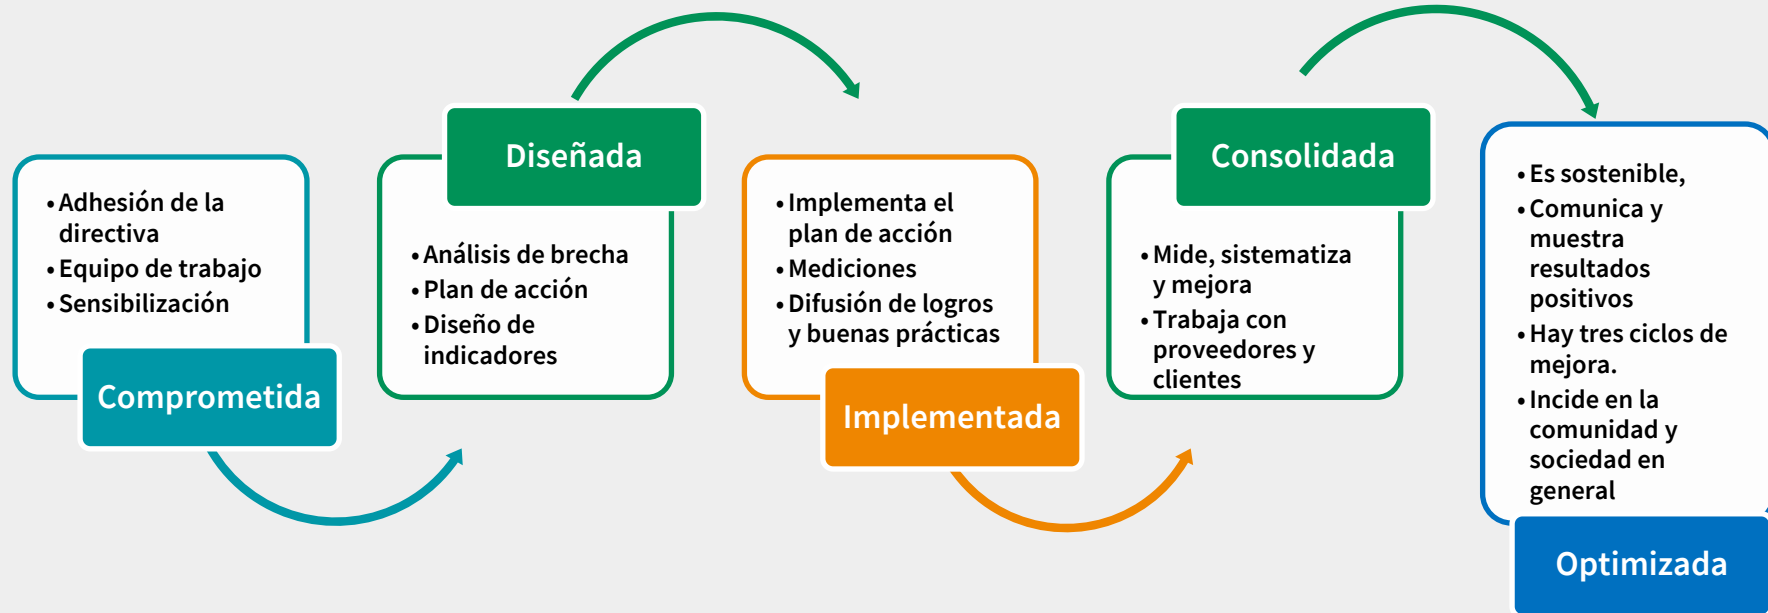 • Adhesión de la
directiva
• Equipo de trabajo
• Sensibilización
Comprometida
Diseñada
• Análisis de brecha
• Plan de acción
• Diseño de
indicadores
• Implementa el
plan de acción
• Mediciones
• Difusión de logros
y buenas prácticas
Implementada
Consolidada
• Mide, sistematiza
y mejora
• Trabaja con
proveedores y
clientes
• Es sostenible,
• Comunica y
muestra
resultados
positivos
• Hay tres ciclos de
mejora.
• Incide en la
comunidad y
sociedad en
general
Optimizada